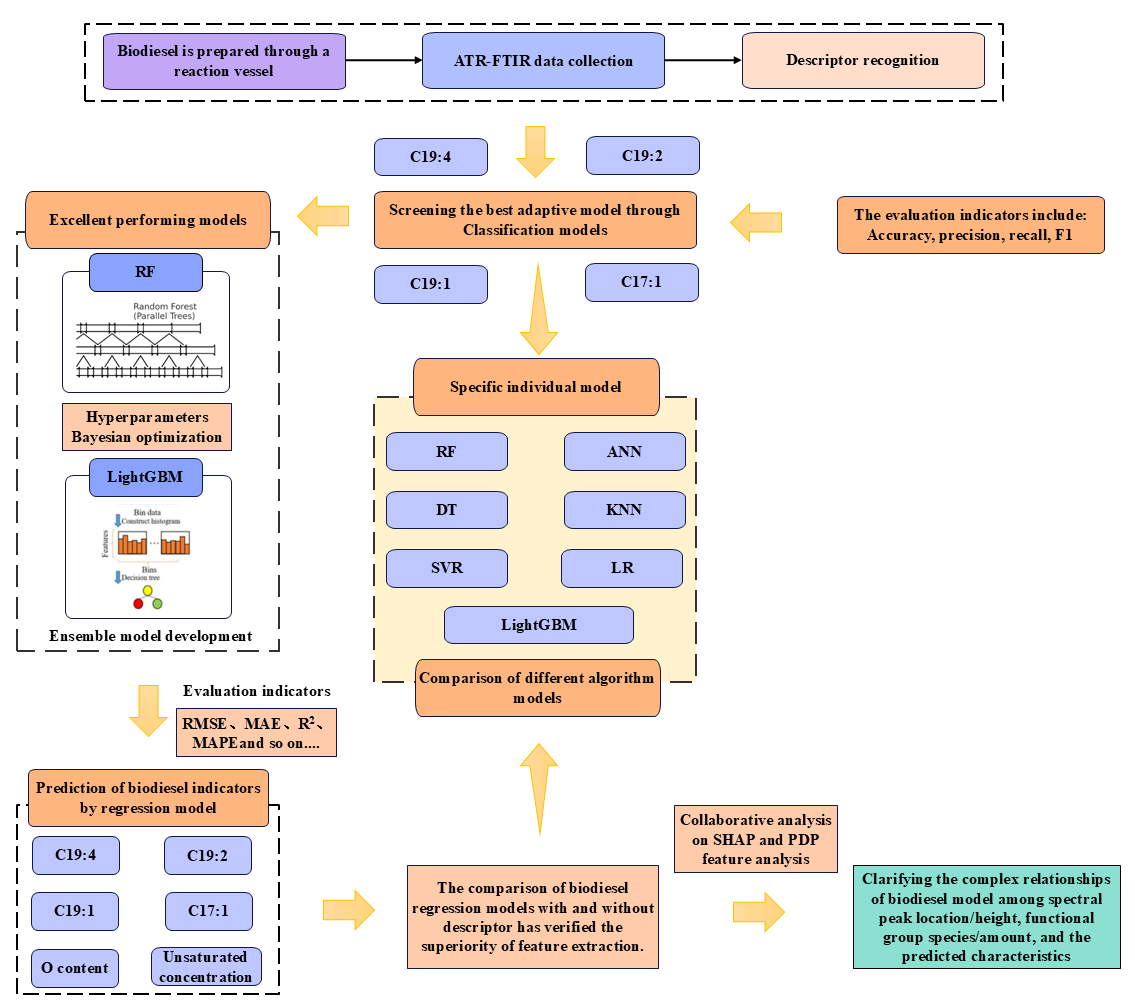 Biodiesel is prepared through a
reaction vessel
ATR-FTIR data collection
Descriptor recognition
C19:4
C19:2
Excellent performing models
Screening the best adaptive model through
Classification models
The evaluation indicators include:
Accuracy, precision, recall, F1
C19:1
C17:1
RF
Random Forest
(Parallel Trees)
Hyperparameters
Bayesian optimization
LightGBM
Bin data
Construct histogram
Features
Bins
Decision tree
Ensemble model development
Specific individual model
RF
ANN
DT
KNN
SVR
LR
LightGBM
Comparison of different algorithm
models
Evaluation indicators
RMSE、MAE、R²、
MAPEand so on....
Prediction of biodiesel indicators
by regression model
C19:4
C19:2
C19:1
C17:1
O content
Unsaturated
concentration
The comparison of biodiesel
regression models with and without
descriptor has verified the
superiority of feature extraction.
Collaborative analysis
on SHAP and PDP
feature analysis
Clarifying the complex relationships
of biodiesel model among spectral
peak location/height, functional
group species/amount, and the
predicted characteristics